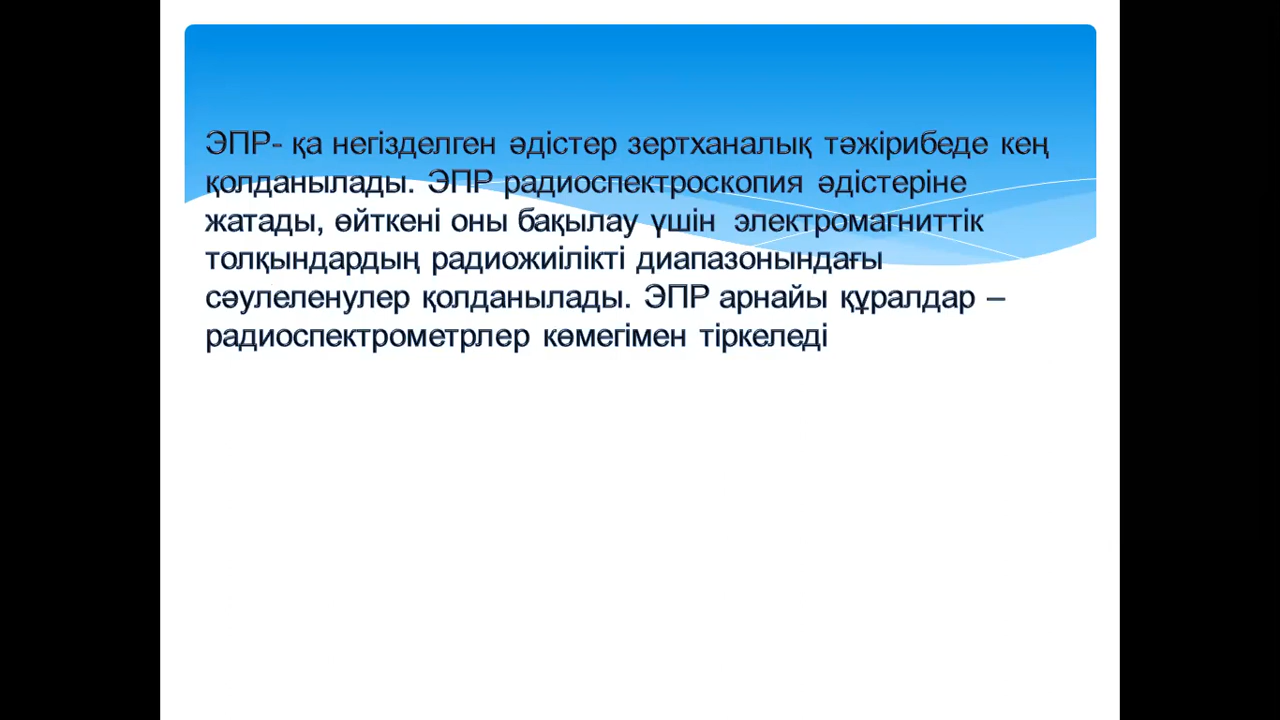 ЭПР- қа негізделген әдістер зертханалық тәжірибеде кең
қолданылады. ЭПР радиоспектроскопия әдістеріне
жатады, өйткені оны бақылау үшін электромагниттік
толқындардың радиожиілікті диапазонындағы
сәулеленулер қолданылады. ЭПР арнайы құралдар –
радиоспектрометрлер көмегімен тіркеледі